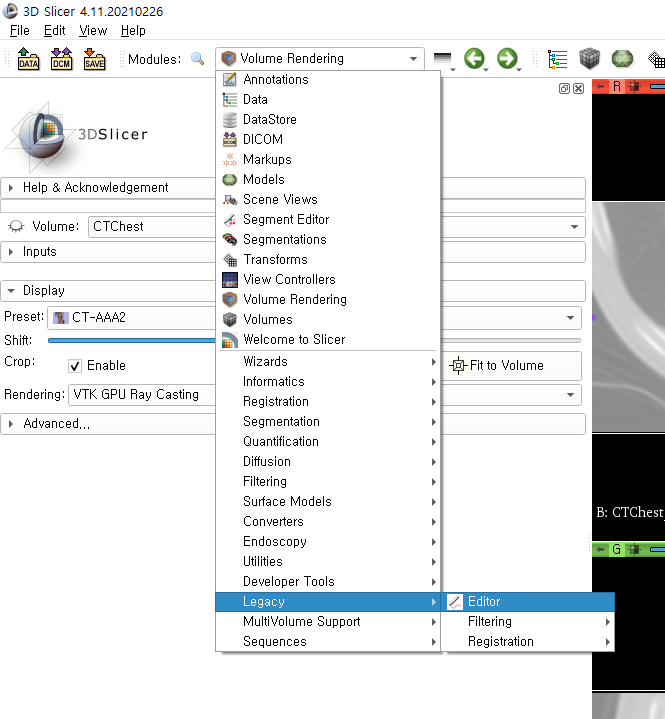 3D Slicer 4.11.20210226
File Edit View Help
DATA DCM SAVE Modules: Volume Rendering
Annotations
Data
DataStore
DICOM
Markups
Models
Scene Views
Segment Editor
Segmentations
Transforms
View Controllers
Volume Rendering
Volumes
Welcome to Slicer
Wizards
Informatics
Registration
Segmentation
Quantification
Diffusion
Filtering
Surface Models
Converters
Endoscopy
Utilities
Developer Tools
Legacy
MultiVolume Support
Sequences
Editor
Filtering
Registration
3DSlicer
Help & Acknowledgement
Volume: CTChest
Inputs
Display
Preset: CT-AAA2
Shift:
Crop: Enable Fit to Volume
Rendering: VTK GPU Ray Casting
Advanced...
R
B: CTChest
G